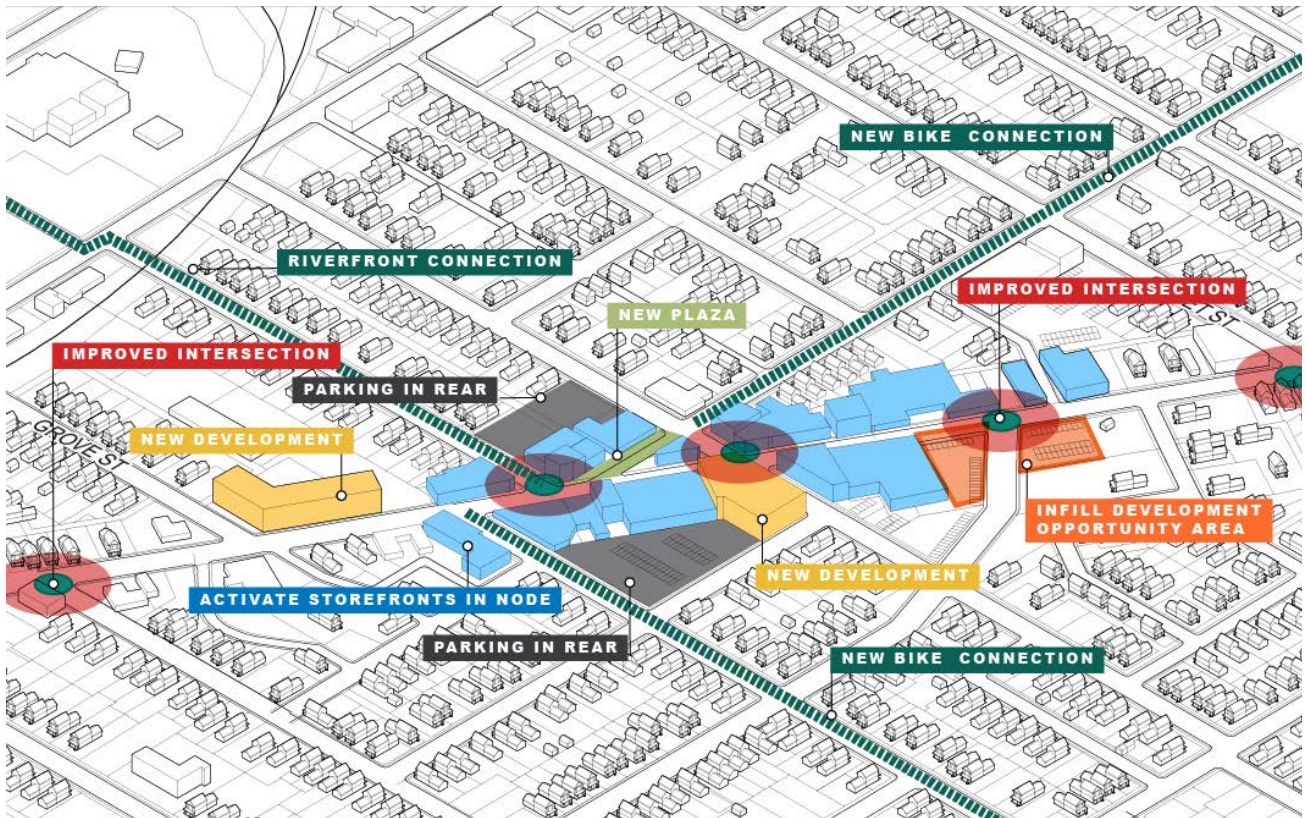 NEW BIKE CONNECTION
RIVERFRONT CONNECTION
IMPROVED INTERSECTION
NEW PLAZA
ST
IMPROVED INTERSECTION
PARKING IN REAR
GROVE ST
NEW DEVELOPMENT
INFILL DEVELOPMENT
OPPORTUNITY AREA
NEW DEVELOPMENT
ACTIVATE STOREFRONTS IN NODE
PARKING IN REAR
NEW BIKE CONNECTION